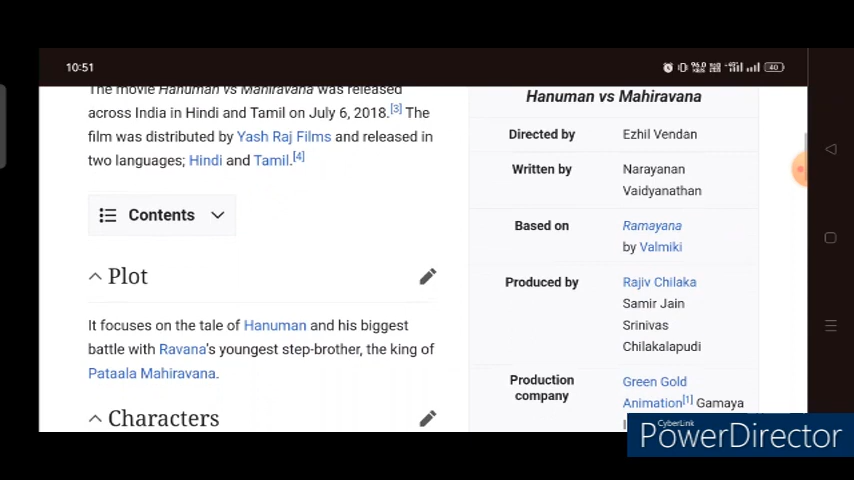 10:51
40
The movie Hanuman vs Mahiravana was released
across India in Hindi and Tamil on July 6, 2018.[3] The
film was distributed by Yash Raj Films and released in
two languages; Hindi and Tamil.[4]
Contents
Plot
It focuses on the tale of Hanuman and his biggest
battle with Ravana's youngest step-brother, the king of
Pataala Mahiravana.
Characters
Hanuman vs Mahiravana
Directed by Ezhil Vendan
Written by Narayanan
Vaidyanathan
Based on Ramayana
by Valmiki
Produced by Rajiv Chilaka
Samir Jain
Srinivas
Chilakalapudi
Production Green Gold
company Animation[1] Gamaya
CyberLink
PowerDirector